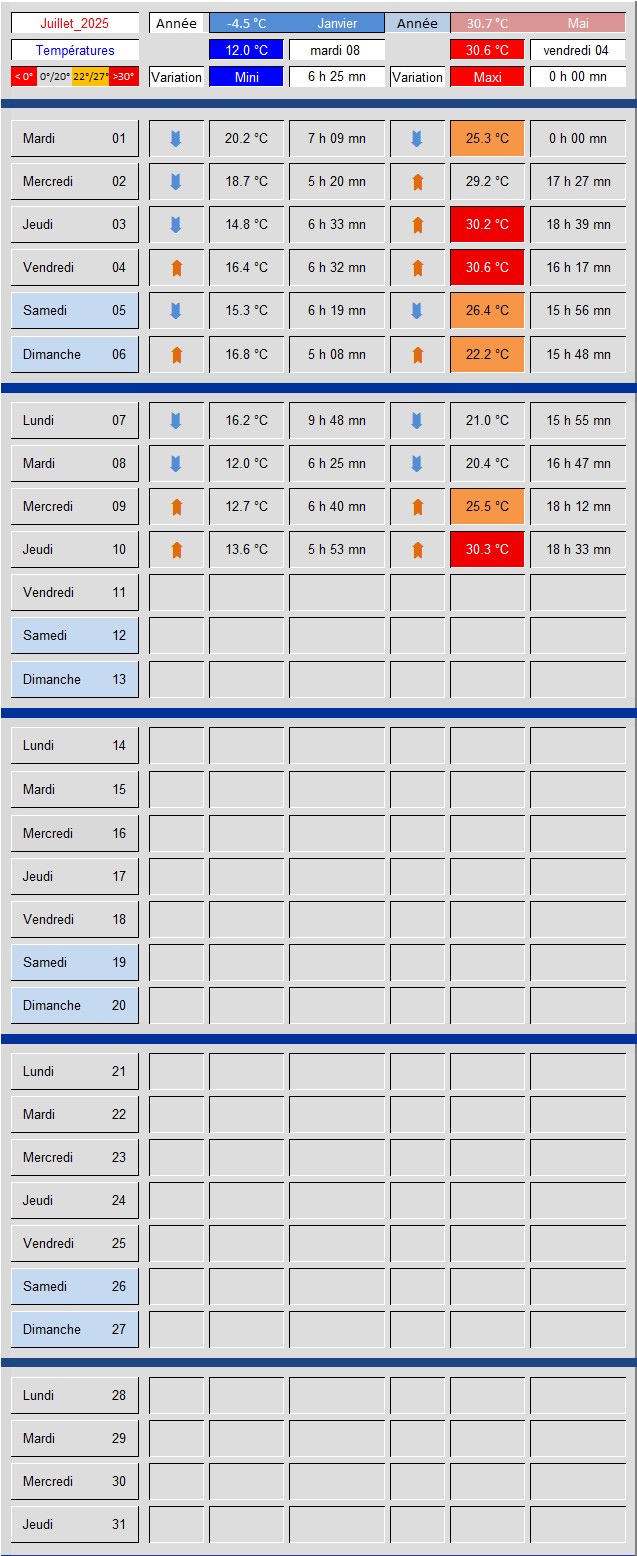 Juillet_2025 Année -4.5 °C Janvier Année 30.7 °C Mai
Températures 12.0 °C mardi 08 30.6 °C vendredi 04
< 0° 0°/20° 22°/27° >30° Variation Mini 6 h 25 mn Variation Maxi 0 h 00 mn
Mardi 01 20.2 °C 7 h 09 mn 25.3 °C 0 h 00 mn
Mercredi 02 18.7 °C 5 h 20 mn 29.2 °C 17 h 27 mn
Jeudi 03 14.8 °C 6 h 33 mn 30.2 °C 18 h 39 mn
Vendredi 04 16.4 °C 6 h 32 mn 30.6 °C 16 h 17 mn
Samedi 05 15.3 °C 6 h 19 mn 26.4 °C 15 h 56 mn
Dimanche 06 16.8 °C 5 h 08 mn 22.2 °C 15 h 48 mn
Lundi 07 16.2 °C 9 h 48 mn 21.0 °C 15 h 55 mn
Mardi 08 12.0 °C 6 h 25 mn 20.4 °C 16 h 47 mn
Mercredi 09 12.7 °C 6 h 40 mn 25.5 °C 18 h 12 mn
Jeudi 10 13.6 °C 5 h 53 mn 30.3 °C 18 h 33 mn
Vendredi 11
Samedi 12
Dimanche 13
Lundi 14
Mardi 15
Mercredi 16
Jeudi 17
Vendredi 18
Samedi 19
Dimanche 20
Lundi 21
Mardi 22
Mercredi 23
Jeudi 24
Vendredi 25
Samedi 26
Dimanche 27
Lundi 28
Mardi 29
Mercredi 30
Jeudi 31